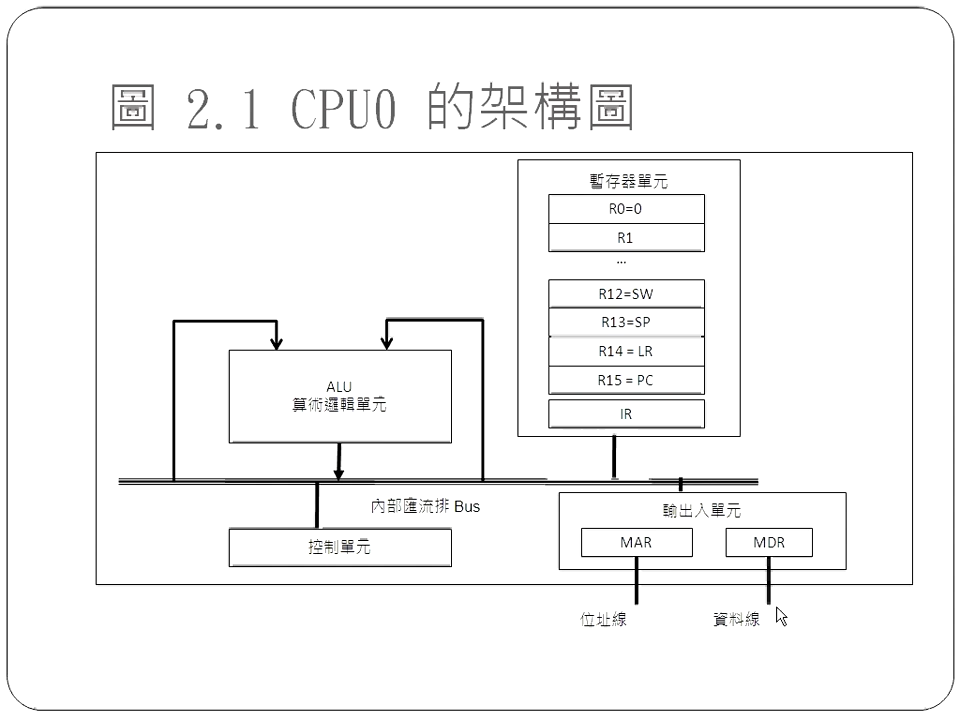 圖 2.1 CPU0 的架構圖
暫存器單元
R0=0
R1
...
R12=SW
R13=SP
R14 = LR
R15 = PC
IR
ALU
算術邏輯單元
內部匯流排 Bus
控制單元
輸出入單元
MAR
MDR
位址線
資料線